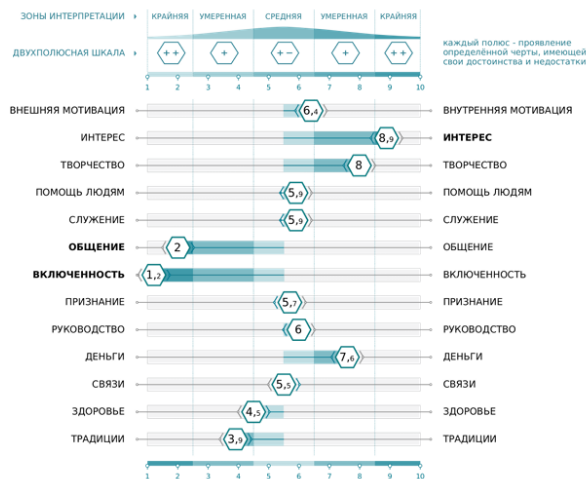 ЗОНЫ ИНТЕРПРЕТАЦИИ КРАЙНЯЯ УМЕРЕННАЯ СРЕДНЯЯ УМЕРЕННАЯ КРАЙНЯЯ
ДВУХПОЛЮСНАЯ ШКАЛА ++ + +− + ++
каждый полюс - проявление
определённой черты, имеющей
свои достоинства и недостатки
1 2 3 4 5 6 7 8 9 10
ВНЕШНЯЯ МОТИВАЦИЯ 6,4 ВНУТРЕННЯЯ МОТИВАЦИЯ
ИНТЕРЕС 8,9 ИНТЕРЕС
ТВОРЧЕСТВО 8 ТВОРЧЕСТВО
ПОМОЩЬ ЛЮДЯМ 5,9 ПОМОЩЬ ЛЮДЯМ
СЛУЖЕНИЕ 5,9 СЛУЖЕНИЕ
ОБЩЕНИЕ 2 ОБЩЕНИЕ
ВКЛЮЧЕННОСТЬ 1,2 ВКЛЮЧЕННОСТЬ
ПРИЗНАНИЕ 5,7 ПРИЗНАНИЕ
РУКОВОДСТВО 6 РУКОВОДСТВО
ДЕНЬГИ 7,6 ДЕНЬГИ
СВЯЗИ 5,5 СВЯЗИ
ЗДОРОВЬЕ 4,5 ЗДОРОВЬЕ
ТРАДИЦИИ 3,9 ТРАДИЦИИ
1 2 3 4 5 6 7 8 9 10